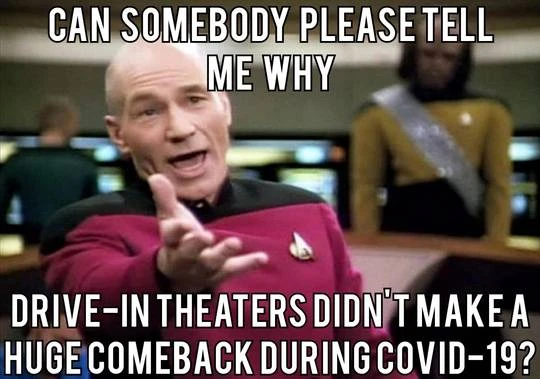 CAN SOMEBODY PLEASE TELL
ME WHY
DRIVE-IN THEATERS DIDN'T MAKE A
HUGE COMEBACK DURING COVID-19?